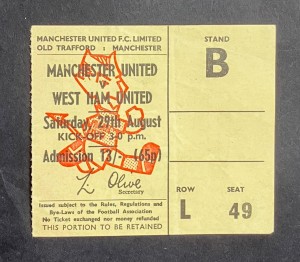 MANCHESTER UNITED F.C. LIMITED
OLD TRAFFORD : MANCHESTER
MANCHESTER UNITED
v
WEST HAM UNITED
Saturday, 29th August
KICK-OFF 3-0 p.m.
Admission 13/- (65p)
L. Olive
Secretary
Issued subject to the Rules, Regulations and
Bye-Laws of the Football Association
No Ticket exchanged nor money refunded
THIS PORTION TO BE RETAINED
STAND
B
ROW SEAT
L 49